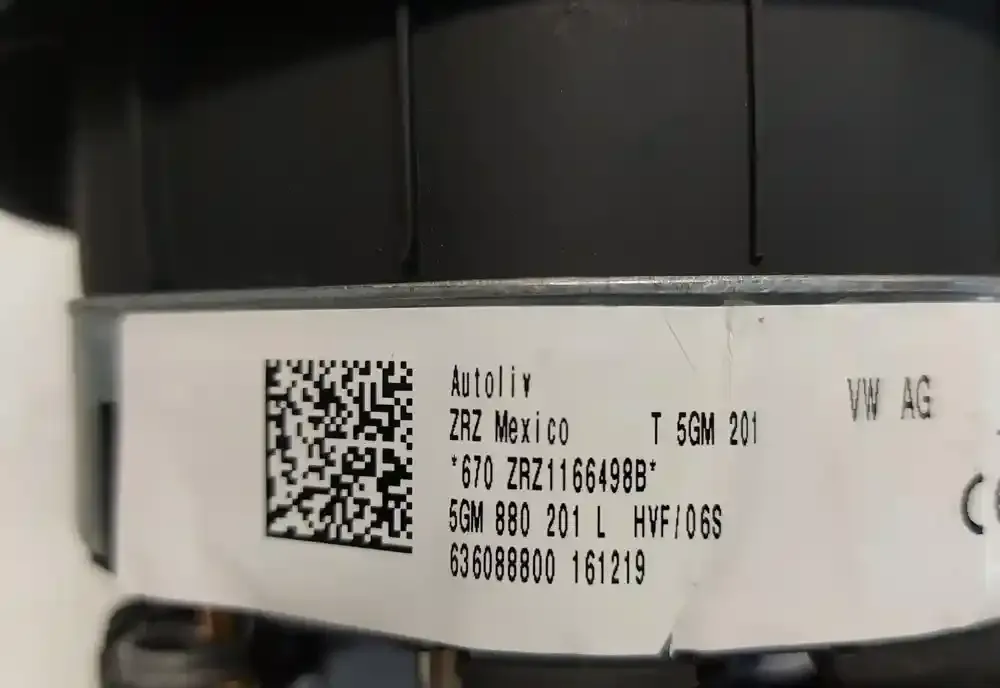 Autoliv
ZRZ Mexico T 5GM 201
*670 ZRZ1166498B*
5GM 880 201 L HVF/06S
636088800 161219
VW AG